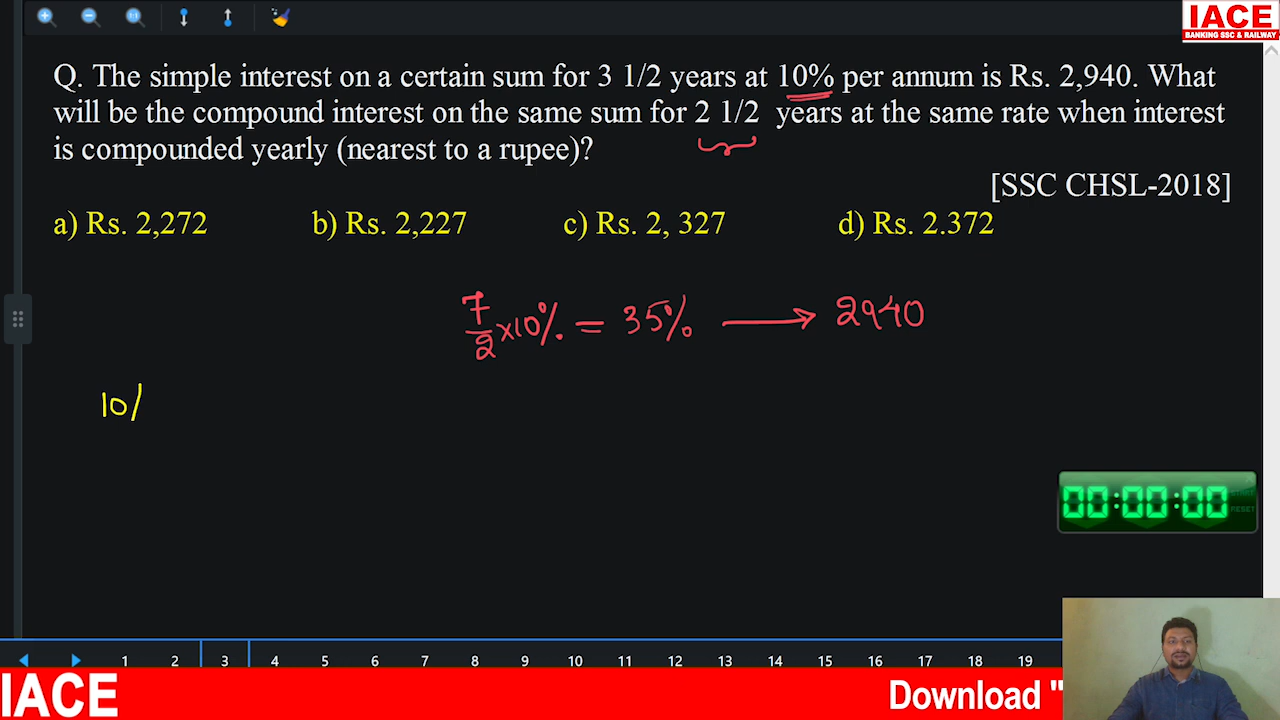 IACE
BANKING SSC & RAILWAY
Q. The simple interest on a certain sum for 3 1/2 years at 10% per annum is Rs. 2,940. What
will be the compound interest on the same sum for 2 1/2 years at the same rate when interest
is compounded yearly (nearest to a rupee)?
[SSC CHSL-2018]
a) Rs. 2,272 b) Rs. 2,227 c) Rs. 2, 327 d) Rs. 2.372
7/2 ×10% = 35% → 2940
10/
00:00:00
START
RESET
1 2 3 4 5 6 7 8 9 10 11 12 13 14 15 16 17 18 19
IACE Download "